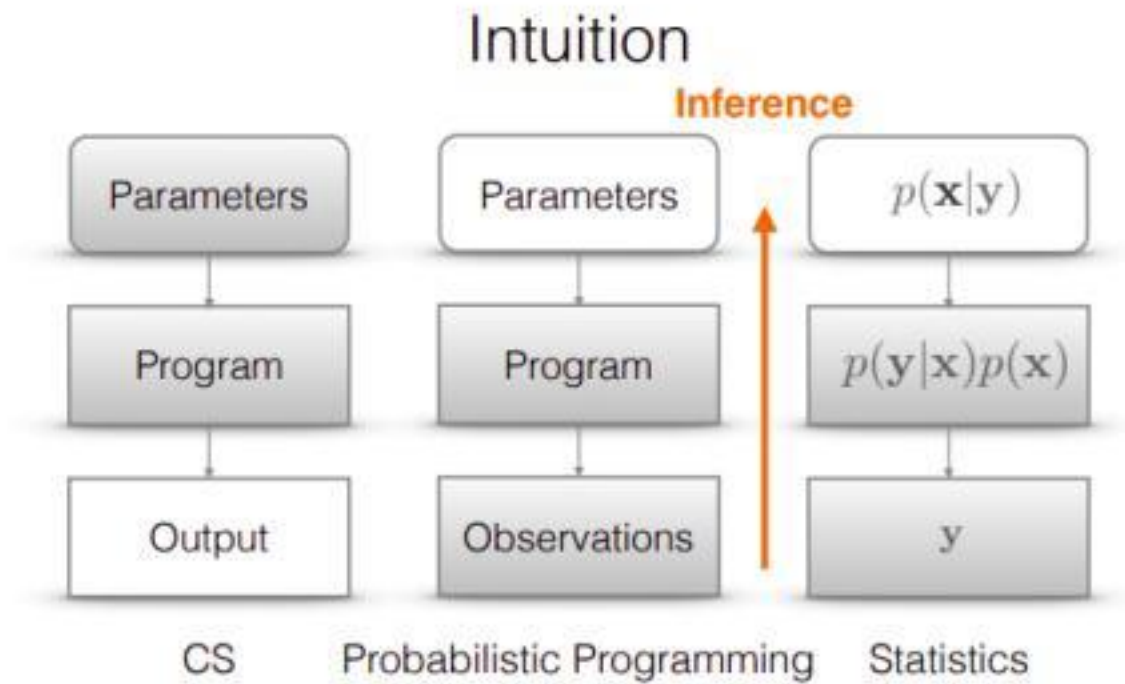 Intuition
Inference
Parameters Parameters p(x|y)
Program Program p(y|x)p(x)
Output Observations y
CS Probabilistic Programming Statistics